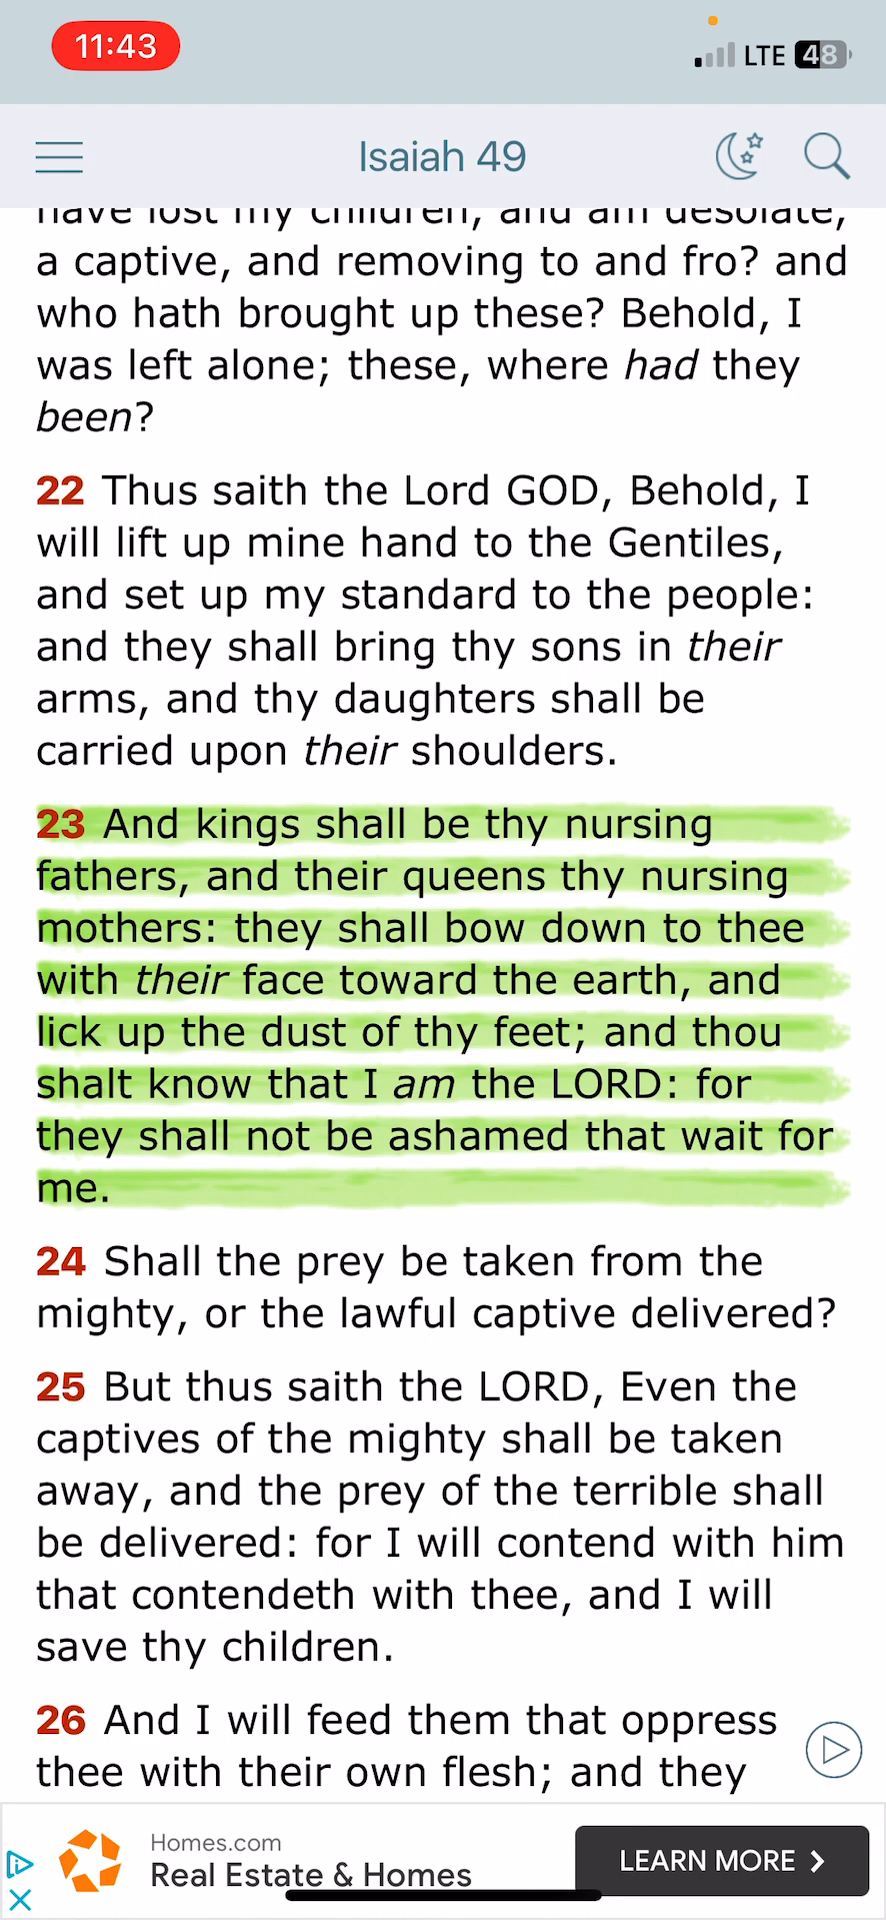 11:43
LTE 48
Isaiah 49
have lost my children, and am desolate,
a captive, and removing to and fro? and
who hath brought up these? Behold, I
was left alone; these, where had they
been?
22 Thus saith the Lord GOD, Behold, I
will lift up mine hand to the Gentiles,
and set up my standard to the people:
and they shall bring thy sons in their
arms, and thy daughters shall be
carried upon their shoulders.
23 And kings shall be thy nursing
fathers, and their queens thy nursing
mothers: they shall bow down to thee
with their face toward the earth, and
lick up the dust of thy feet; and thou
shalt know that I am the LORD: for
they shall not be ashamed that wait for
me.
24 Shall the prey be taken from the
mighty, or the lawful captive delivered?
25 But thus saith the LORD, Even the
captives of the mighty shall be taken
away, and the prey of the terrible shall
be delivered: for I will contend with him
that contendeth with thee, and I will
save thy children.
26 And I will feed them that oppress
thee with their own flesh; and they
Homes.com
Real Estate & Homes
LEARN MORE